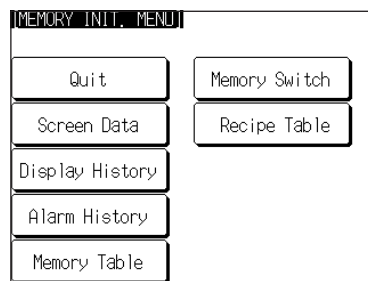 [MEMORY INIT. MENU]
Quit
Memory Switch
Screen Data
Recipe Table
Display History
Alarm History
Memory Table